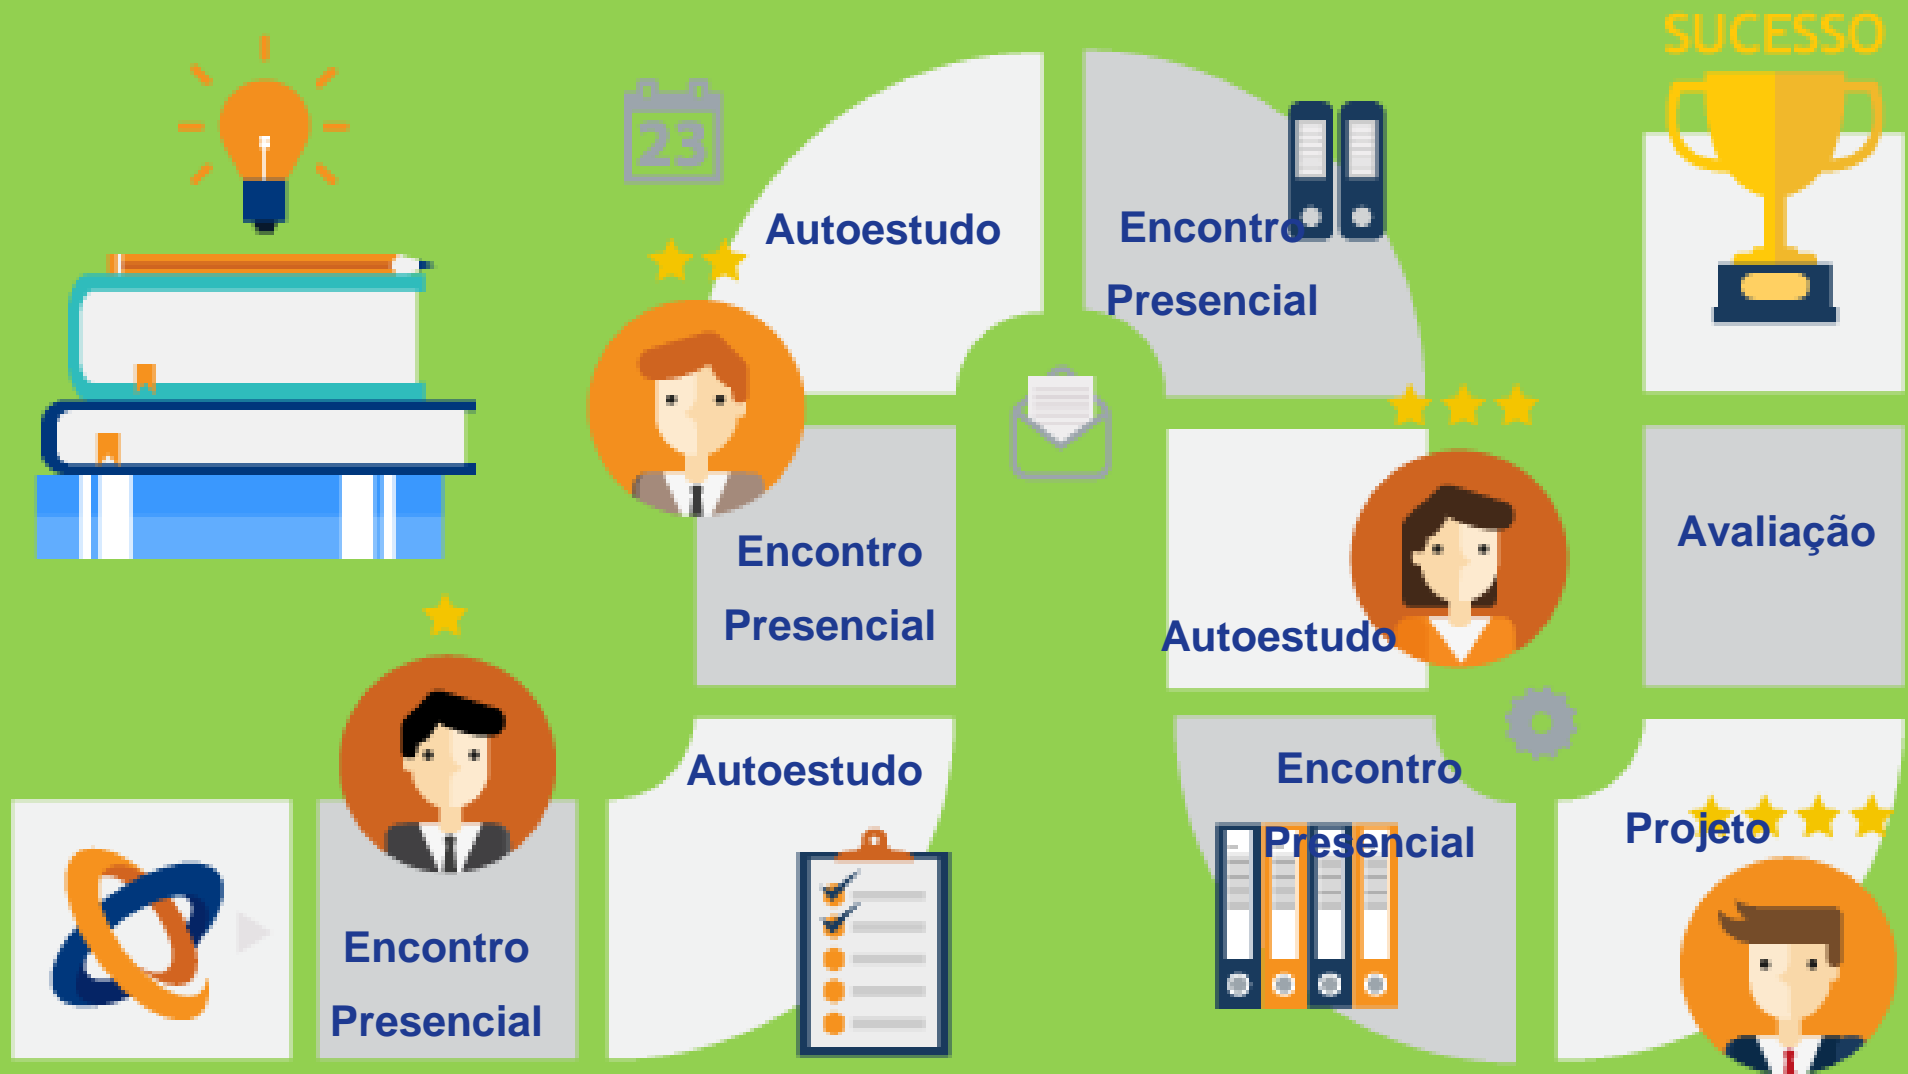 SUCESSO
23
Autoestudo
Encontro
Presencial
Encontro
Presencial
Autoestudo
Avaliação
Autoestudo
Encontro
Presencial
Projeto
Encontro
Presencial